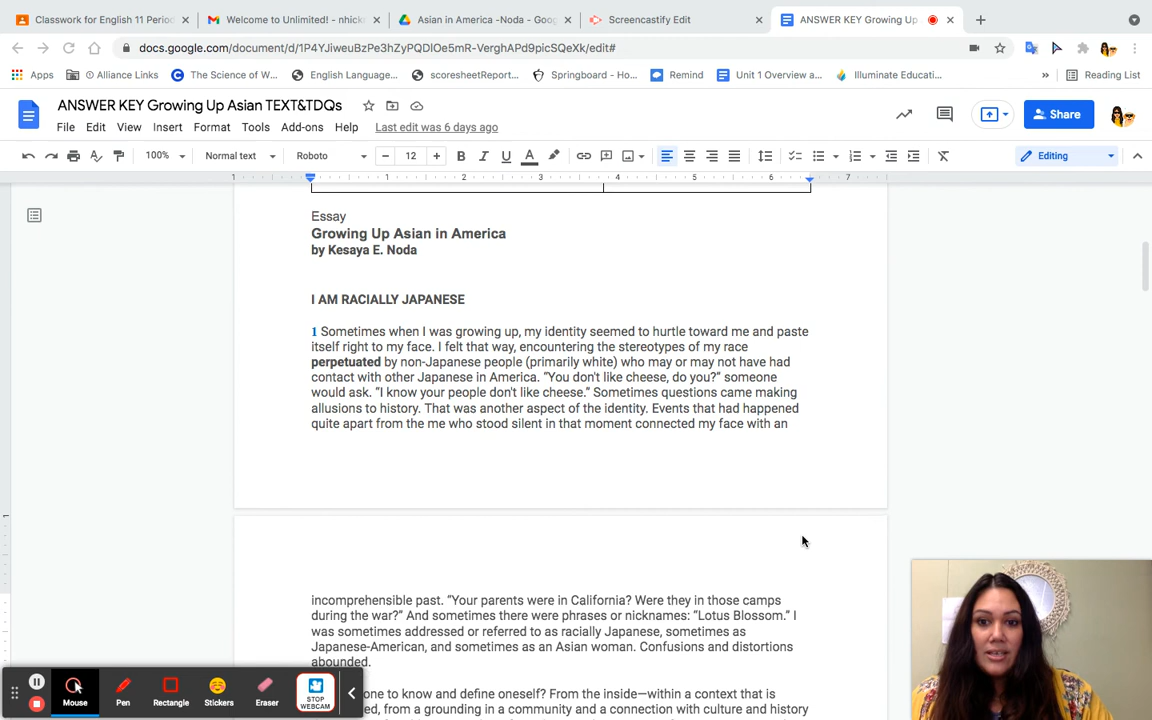 Classwork for English 11 Period
Welcome to Unlimited! - nhick
Asian in America -Noda - Goog
Screencastify Edit
ANSWER KEY Growing Up
docs.google.com/document/d/1P4YJiweuBzPe3hZyPQDlOe5mR-VerghAPd9picSQeXk/edit#
Apps
Alliance Links
The Science of W...
English Language...
scoresheetReport...
Springboard - Ho...
Remind
Unit 1 Overview a...
Illuminate Educati...
»
Reading List
ANSWER KEY Growing Up Asian TEXT&TDQs
File Edit View Insert Format Tools Add-ons Help Last edit was 6 days ago
Share
100% Normal text Roboto - 12 + B I U A
Editing
1 1 2 3 4 5 6 7
Essay
Growing Up Asian in America
by Kesaya E. Noda
I AM RACIALLY JAPANESE
1 Sometimes when I was growing up, my identity seemed to hurtle toward me and paste
itself right to my face. I felt that way, encountering the stereotypes of my race
perpetuated by non-Japanese people (primarily white) who may or may not have had
contact with other Japanese in America. “You don't like cheese, do you?” someone
would ask. “I know your people don't like cheese.” Sometimes questions came making
allusions to history. That was another aspect of the identity. Events that had happened
quite apart from the me who stood silent in that moment connected my face with an
1
incomprehensible past. “Your parents were in California? Were they in those camps
during the war?” And sometimes there were phrases or nicknames: “Lotus Blossom.” I
was sometimes addressed or referred to as racially Japanese, sometimes as
Japanese-American, and sometimes as an Asian woman. Confusions and distortions
abounded.
one to know and define oneself? From the inside—within a context that is
from a grounding in a community and a connection with culture and history
Mouse
Pen
Rectangle
Stickers
Eraser
STOP
WEBCAM